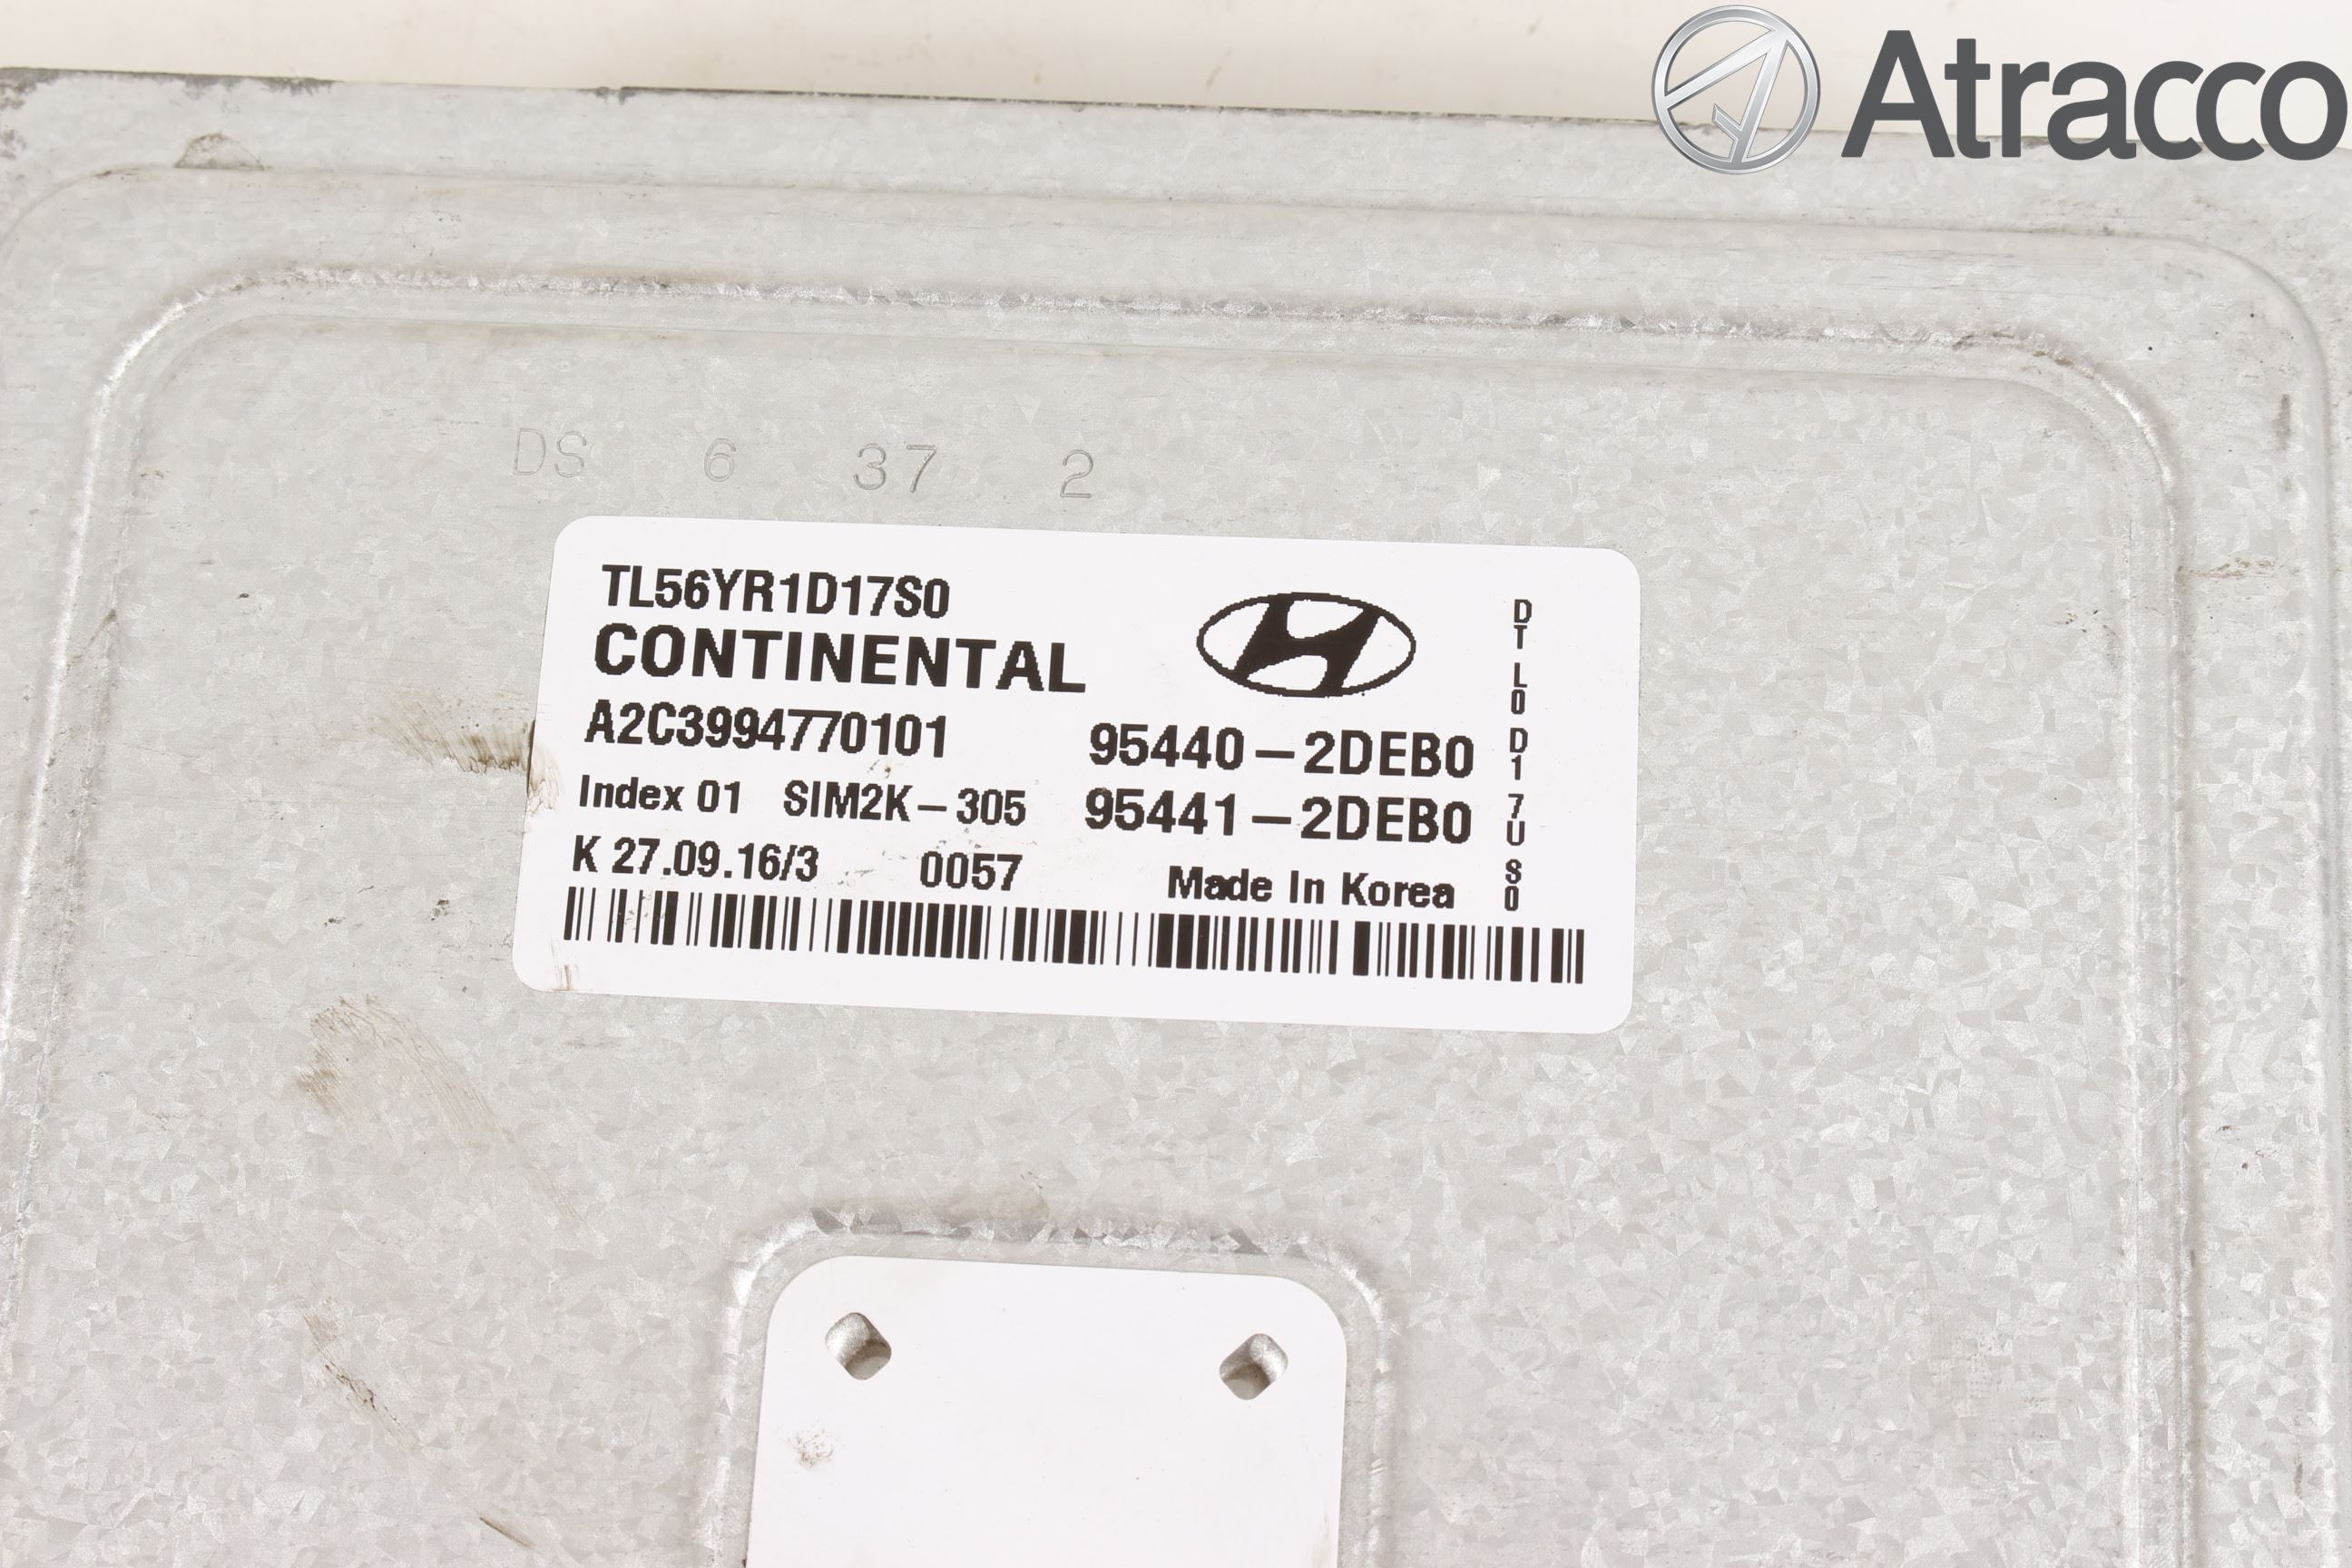 Atracco
DS 6 37 2
TL56YR1D17S0
CONTINENTAL
A2C3994770101
95440-2DEB0
Index 01 SIM2K-305
95441-2DEB0
K 27.09.16/3 0057 Made In Korea
DT L0 D1 7U S0